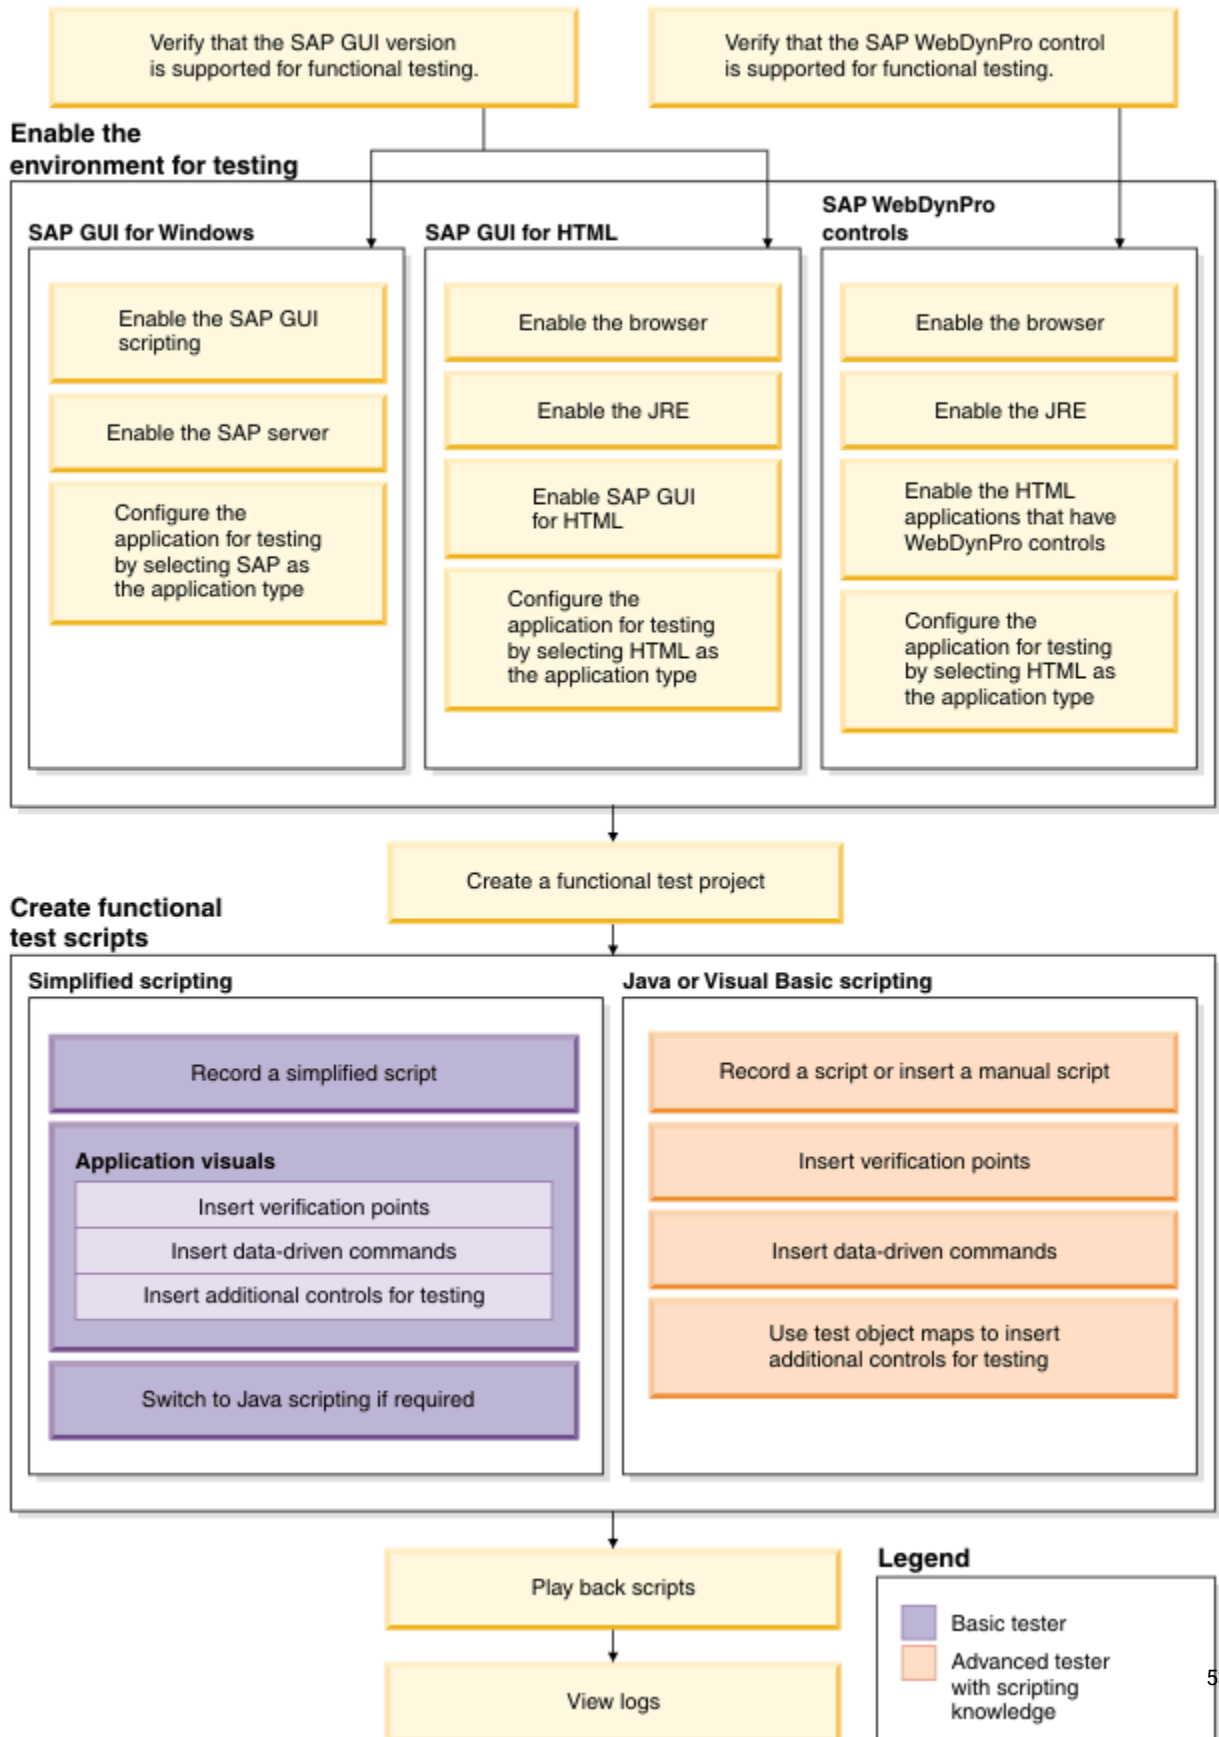 Verify that the SAP GUI version
is supported for functional testing.
Verify that the SAP WebDynPro control
is supported for functional testing.
Enable the
environment for testing
SAP GUI for Windows
Enable the SAP GUI
scripting
Enable the SAP server
Configure the
application for testing
by selecting SAP as
the application type
SAP GUI for HTML
Enable the browser
Enable the JRE
Enable SAP GUI
for HTML
Configure the
application for testing
by selecting HTML as
the application type
SAP WebDynPro
controls
Enable the browser
Enable the JRE
Enable the HTML
applications that have
WebDynPro controls
Configure the
application for testing
by selecting HTML as
the application type
Create a functional test project
Create functional
test scripts
Simplified scripting
Record a simplified script
Application visuals
Insert verification points
Insert data-driven commands
Insert additional controls for testing
Switch to Java scripting if required
Java or Visual Basic scripting
Record a script or insert a manual script
Insert verification points
Insert data-driven commands
Use test object maps to insert
additional controls for testing
Play back scripts
View logs
Legend
Basic tester
Advanced tester
with scripting
knowledge
5